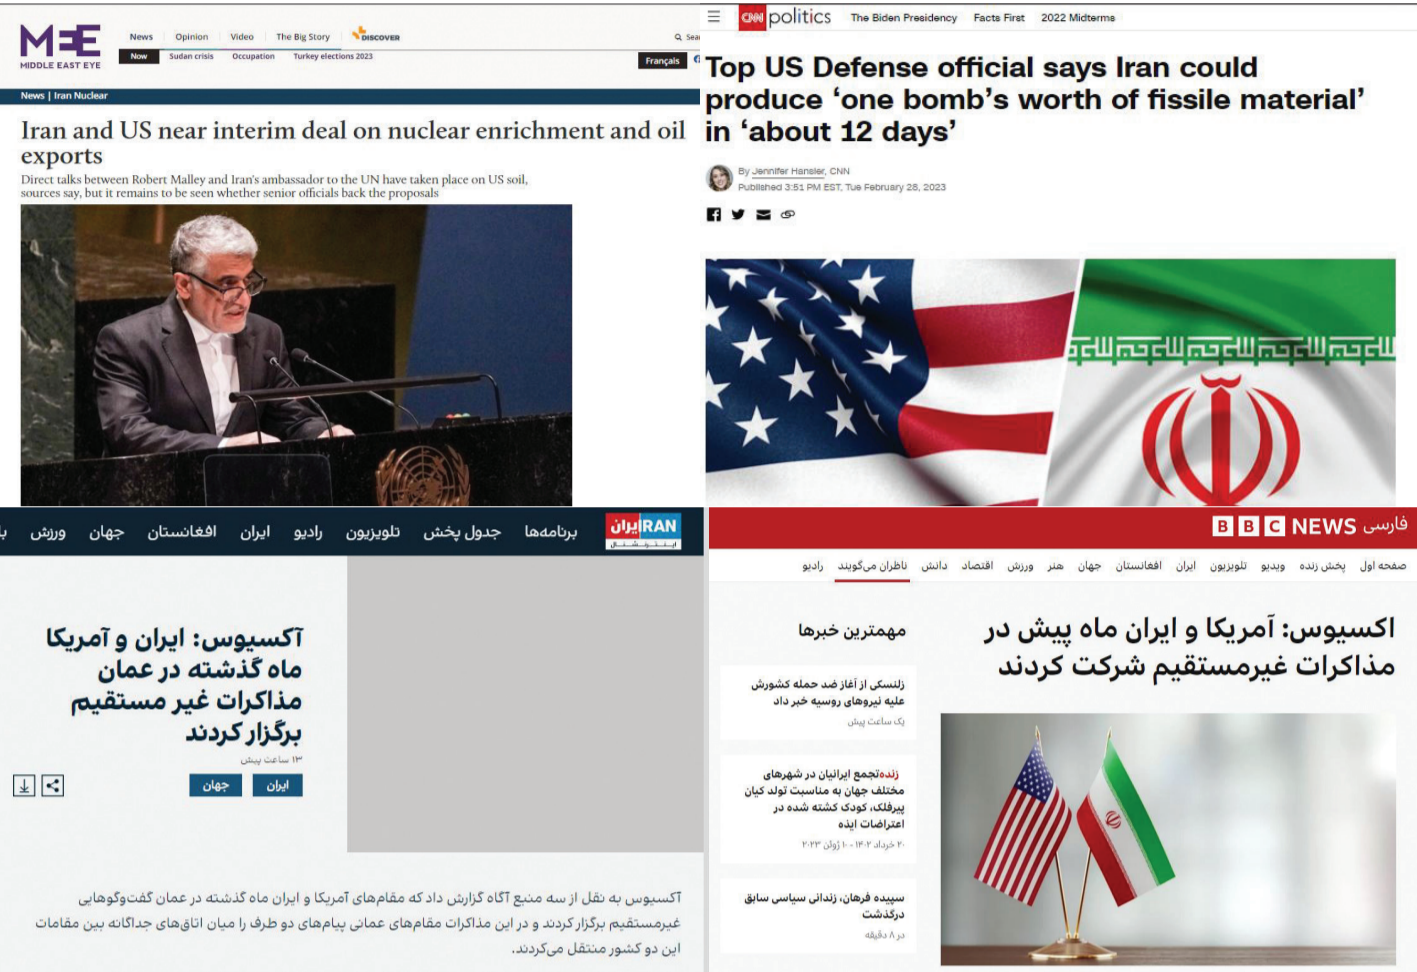 MEE
MIDDLE EAST EYE
News Opinion Video The Big Story DISCOVER
Now Sudan crisis Occupation Turkey elections 2023
Français
News | Iran Nuclear
Iran and US near interim deal on nuclear enrichment and oil
exports
Direct talks between Robert Malley and Iran's ambassador to the UN have taken place on US soil,
sources say, but it remains to be seen whether senior officials back the proposals
CNN politics The Biden Presidency Facts First 2022 Midterms
Top US Defense official says Iran could
produce ‘one bomb’s worth of fissile material’
in ‘about 12 days’
By Jennifer Hansler, CNN
Published 3:51 PM EST, Tue February 28, 2023
ایران IRAN
اینترنشنال
برنامه‌ها جدول پخش تلویزیون رادیو ایران افغانستان جهان ورزش
آکسیوس: ایران و آمریکا
ماه گذشته در عمان
مذاکرات غیر مستقیم
برگزار کردند
۱۳ ساعت پیش
ایران جهان
آکسیوس به نقل از سه منبع آگاه گزارش داد که مقام‌های آمریکا و ایران ماه گذشته در عمان گفت‌وگوهایی
غیرمستقیم برگزار کردند و در این مذاکرات مقام‌های عمانی پیام‌های دو طرف را میان اتاق‌های جداگانه بین مقامات
این دو کشور منتقل می‌کردند.
BBC NEWS فارسی
صفحه اول پخش زنده ویدیو تلویزیون ایران افغانستان جهان هنر ورزش اقتصاد دانش ناظران می‌گویند رادیو
اکسیوس: آمریکا و ایران ماه پیش در
مذاکرات غیرمستقیم شرکت کردند
مهمترین خبرها
زلنسکی از آغاز ضد حمله کشورش
علیه نیروهای روسیه خبر داد
یک ساعت پیش
زنده تجمع ایرانیان در شهرهای
مختلف جهان به مناسبت تولد کیان
پیرفلک، کودک کشته شده در
اعتراضات ایذه
۲۰ خرداد ۱۴۰۲ - ۱۰ ژوئن ۲۰۲۳
سپیده فرهان، زندانی سیاسی سابق
درگذشت
در ۸ دقیقه